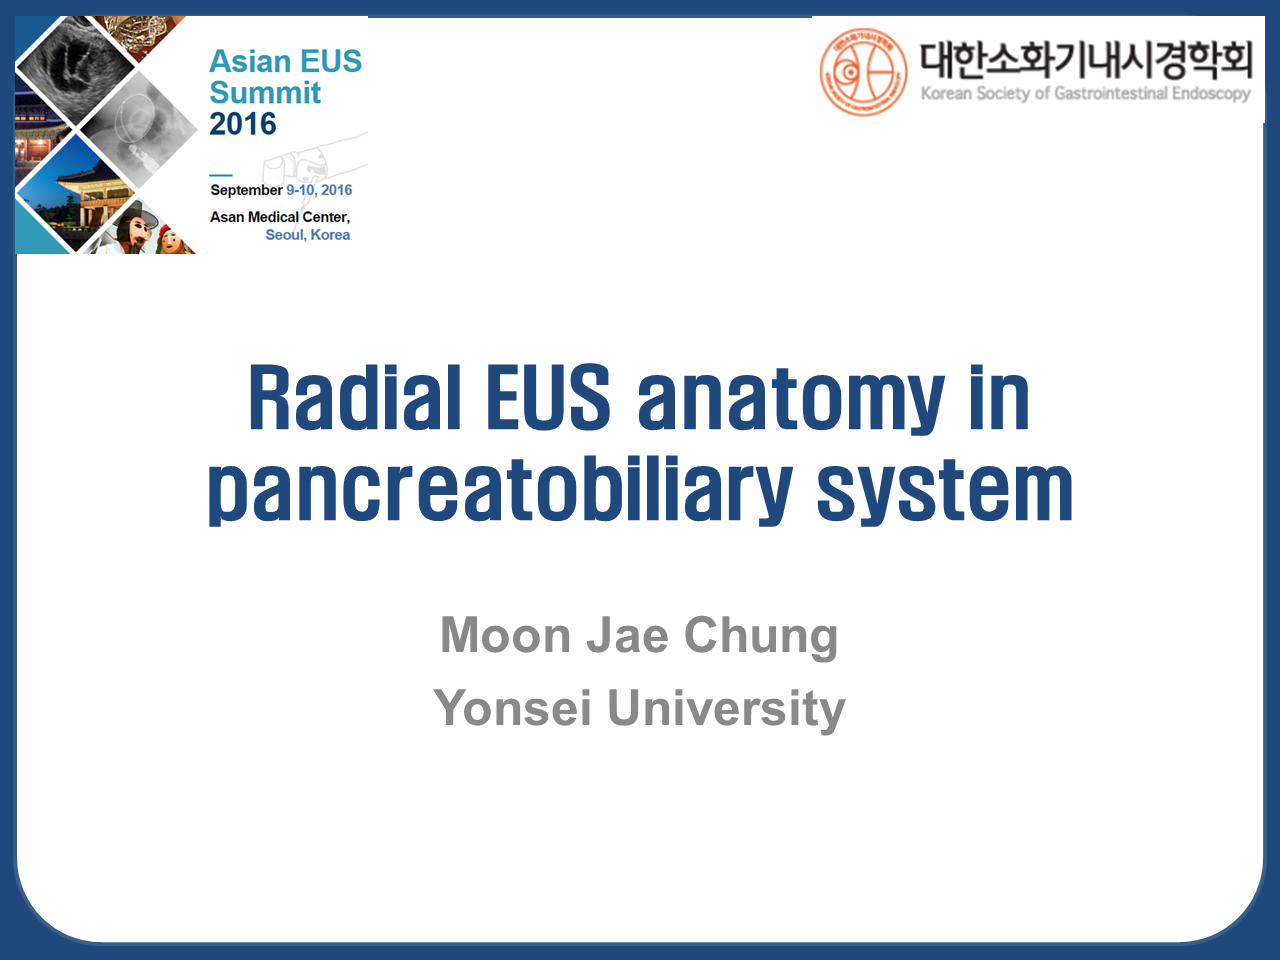 Asian EUS
Summit
2016
September 9-10, 2016
Asan Medical Center,
Seoul, Korea
대한소화기내시경학회
Korean Society of Gastrointestinal Endoscopy
Radial EUS anatomy in
pancreatobiliary system
Moon Jae Chung
Yonsei University